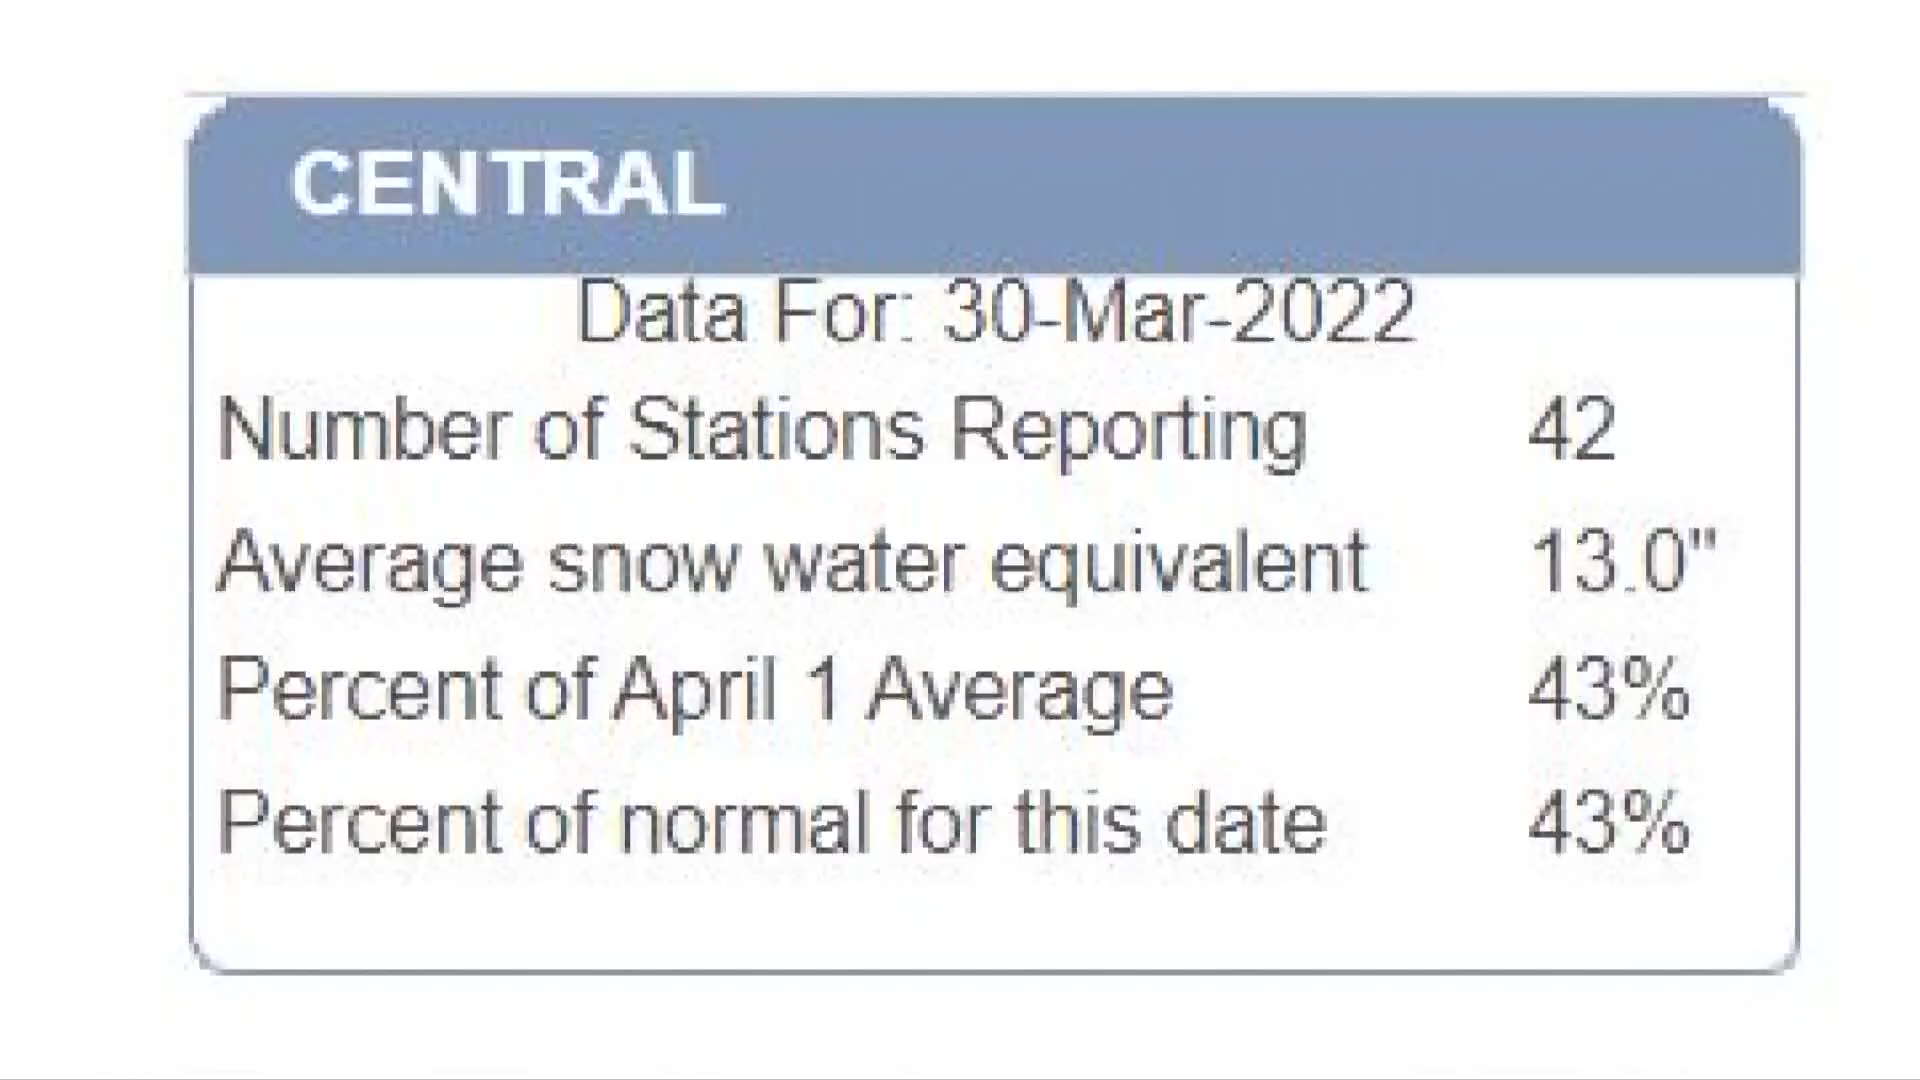 CENTRAL
Data For: 30-Mar-2022
Number of Stations Reporting 42
Average snow water equivalent 13.0"
Percent of April 1 Average 43%
Percent of normal for this date 43%